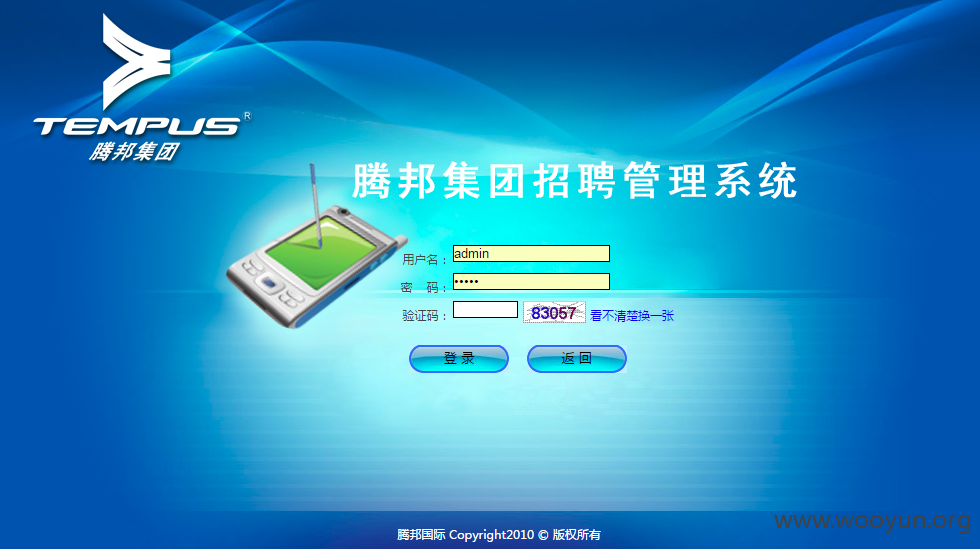 TEMPUS®
腾邦集团
腾邦集团招聘管理系统
用户名： admin
密 码： •••••
验证码： 83057 看不清楚换一张
登 录 返 回
腾邦国际 Copyright2010 © 版权所有
www.wooyun.org